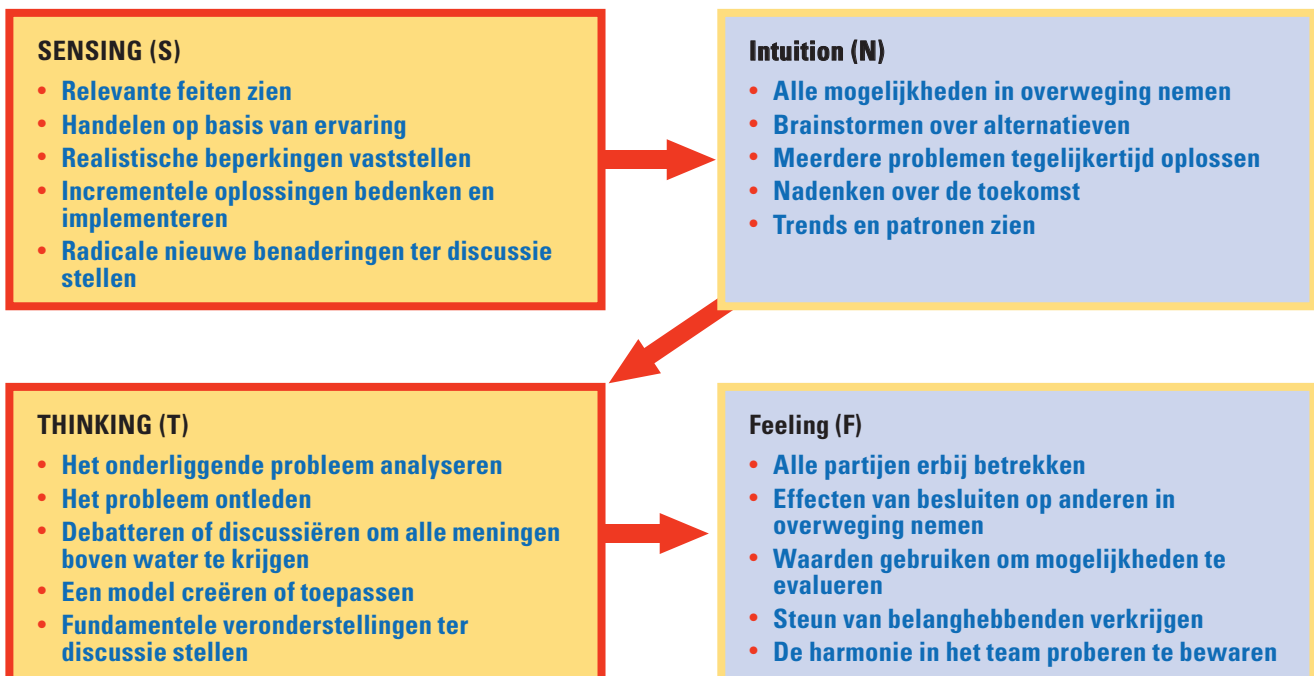 SENSING (S)
• Relevante feiten zien
• Handelen op basis van ervaring
• Realistische beperkingen vaststellen
• Incrementele oplossingen bedenken en
implementeren
• Radicale nieuwe benaderingen ter discussie
stellen
Intuition (N)
• Alle mogelijkheden in overweging nemen
• Brainstormen over alternatieven
• Meerdere problemen tegelijkertijd oplossen
• Nadenken over de toekomst
• Trends en patronen zien
THINKING (T)
• Het onderliggende probleem analyseren
• Het probleem ontleden
• Debatteren of discussiëren om alle meningen
boven water te krijgen
• Een model creëren of toepassen
• Fundamentele veronderstellingen ter
discussie stellen
Feeling (F)
• Alle partijen erbij betrekken
• Effecten van besluiten op anderen in
overweging nemen
• Waarden gebruiken om mogelijkheden te
evalueren
• Steun van belanghebbenden verkrijgen
• De harmonie in het team proberen te bewaren